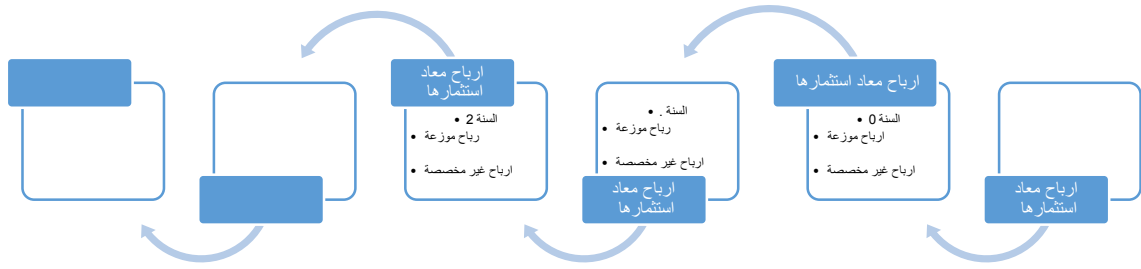 ارباح معاد
استثمارها
ارباح معاد استثمارها
السنة 0
ارباح موزعة
ارباح غير مخصصة
السنة .
رباح موزعة
ارباح غير مخصصة
ارباح معاد
استثمارها
ارباح معاد
استثمارها
السنة 2
رباح موزعة
ارباح غير مخصصة